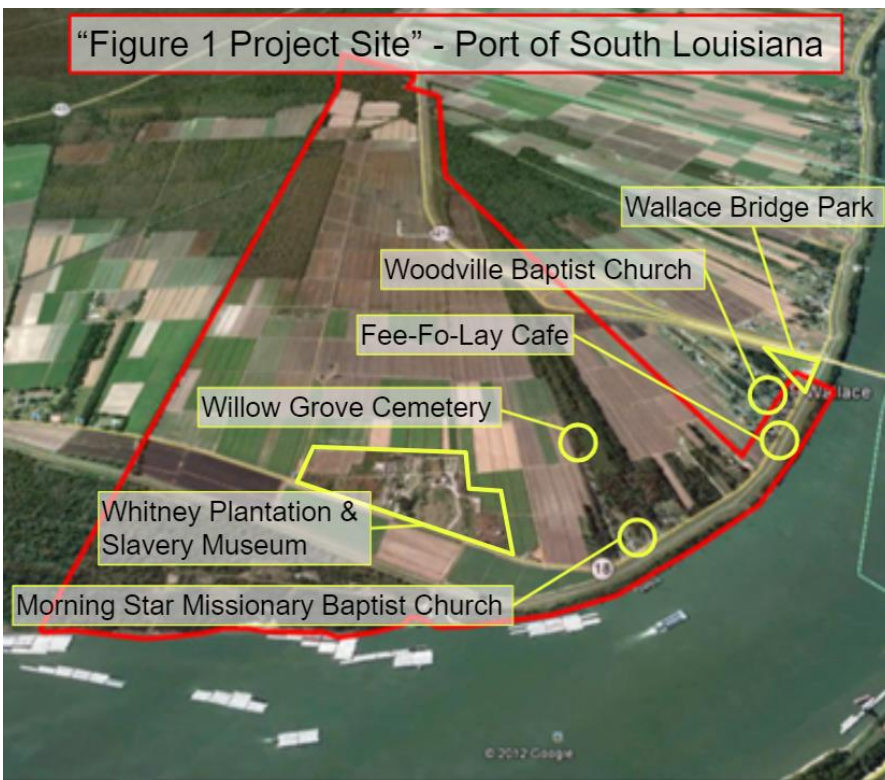 “Figure 1 Project Site” - Port of South Louisiana
Wallace Bridge Park
Woodville Baptist Church
Fee-Fo-Lay Cafe
Wallace
Willow Grove Cemetery
Whitney Plantation &
Slavery Museum
18
Morning Star Missionary Baptist Church
© 2012 Google